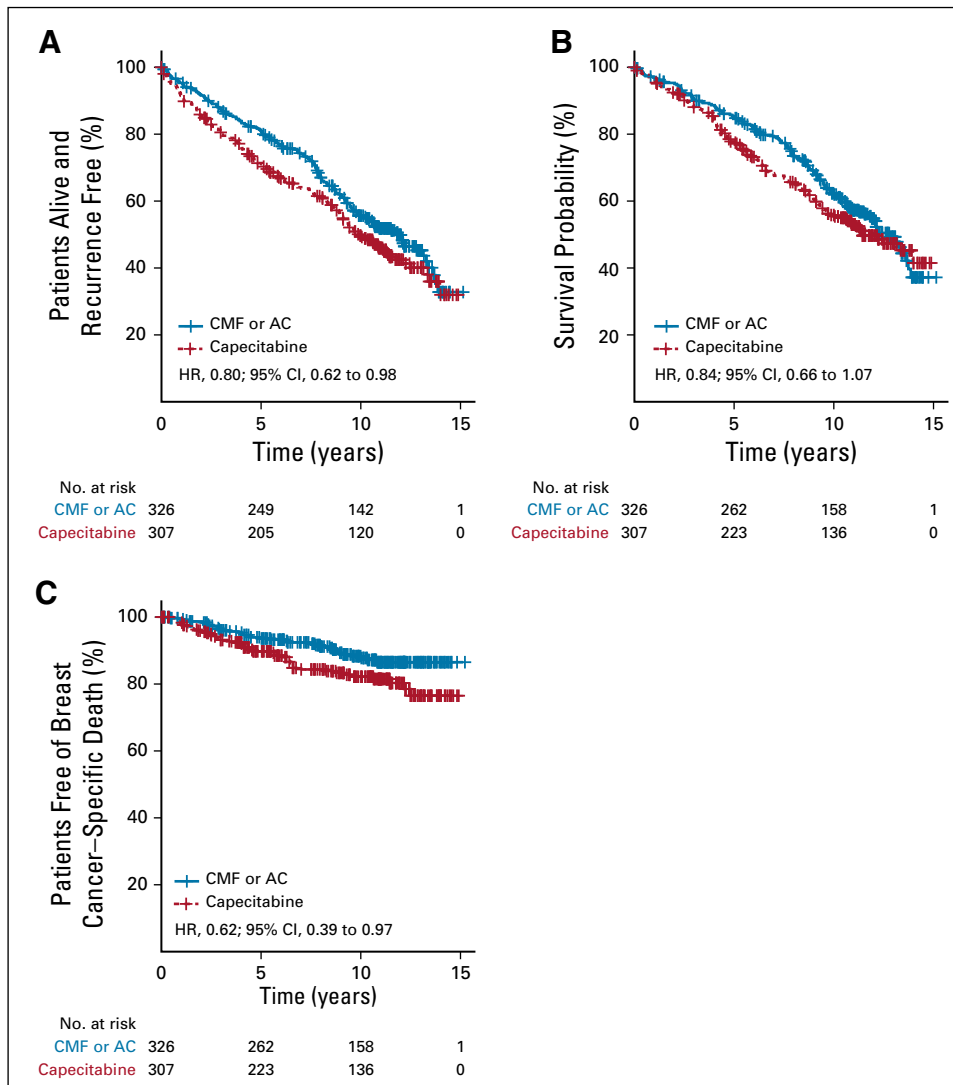 A
Patients Alive and
Recurrence Free (%)
100
80
60
40
20
CMF or AC
Capecitabine
HR, 0.80; 95% CI, 0.62 to 0.98
0 5 10 15
Time (years)
No. at risk
CMF or AC 326 249 142 1
Capecitabine 307 205 120 0
B
Survival Probability (%)
100
80
60
40
20
CMF or AC
Capecitabine
HR, 0.84; 95% CI, 0.66 to 1.07
0 5 10 15
Time (years)
No. at risk
CMF or AC 326 262 158 1
Capecitabine 307 223 136 0
C
Patients Free of Breast
Cancer–Specific Death (%)
100
80
60
40
20
CMF or AC
Capecitabine
HR, 0.62; 95% CI, 0.39 to 0.97
0 5 10 15
Time (years)
No. at risk
CMF or AC 326 262 158 1
Capecitabine 307 223 136 0